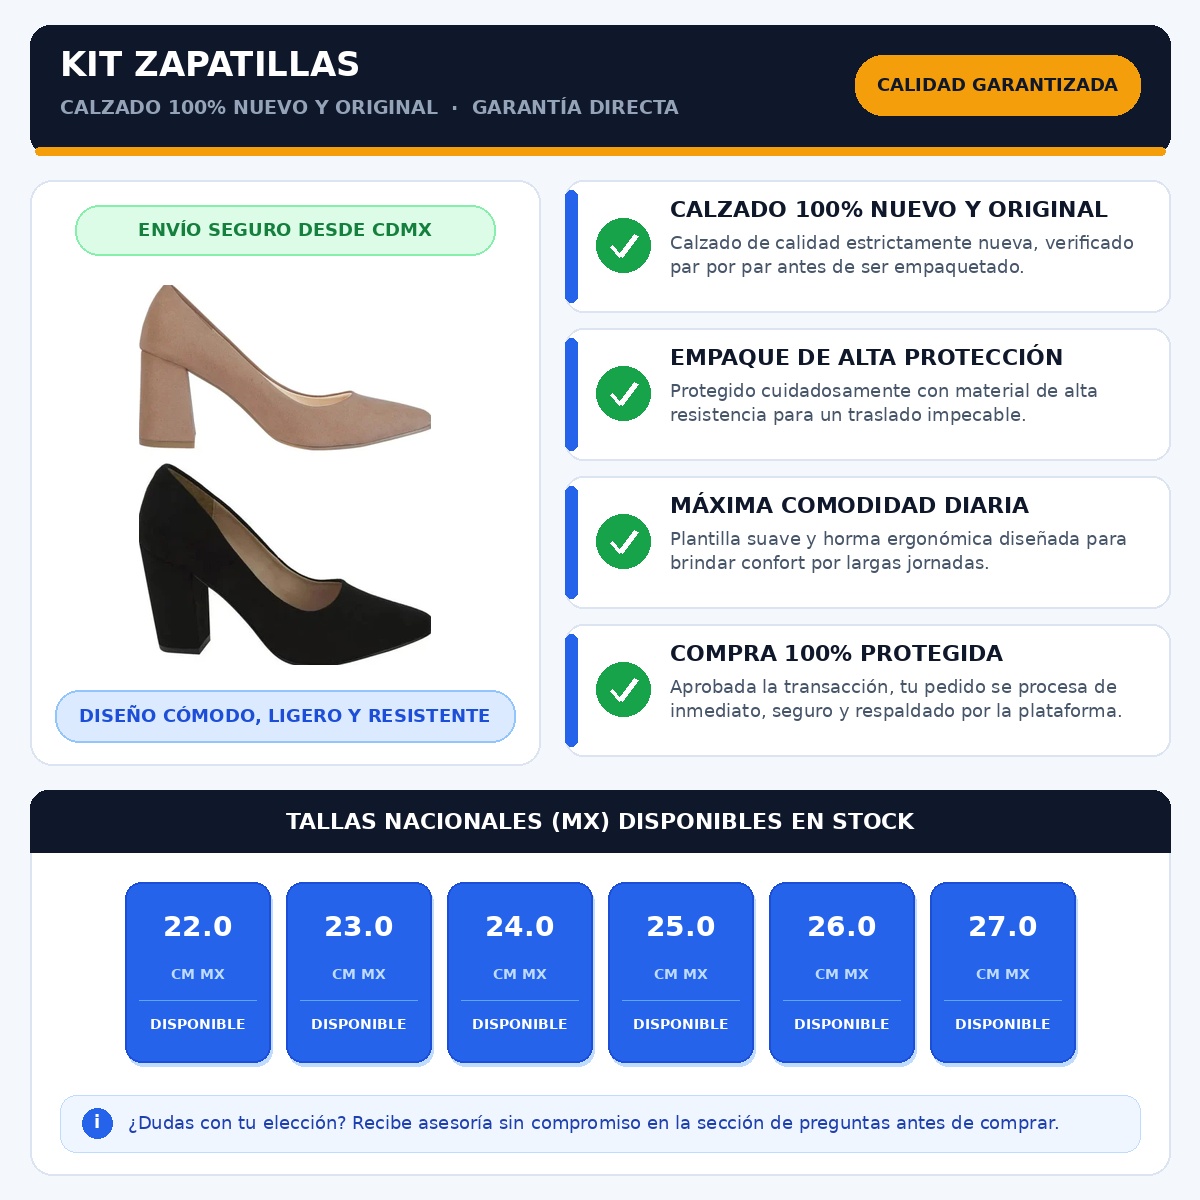 KIT ZAPATILLAS
CALZADO 100% NUEVO Y ORIGINAL · GARANTÍA DIRECTA
CALIDAD GARANTIZADA
ENVÍO SEGURO DESDE CDMX
DISEÑO CÓMODO, LIGERO Y RESISTENTE
CALZADO 100% NUEVO Y ORIGINAL
Calzado de calidad estrictamente nueva, verificado
par por par antes de ser empaquetado.
EMPAQUE DE ALTA PROTECCIÓN
Protegido cuidadosamente con material de alta
resistencia para un traslado impecable.
MÁXIMA COMODIDAD DIARIA
Plantilla suave y horma ergonómica diseñada para
brindar confort por largas jornadas.
COMPRA 100% PROTEGIDA
Aprobada la transacción, tu pedido se procesa de
inmediato, seguro y respaldado por la plataforma.
TALLAS NACIONALES (MX) DISPONIBLES EN STOCK
22.0
CM MX
DISPONIBLE
23.0
CM MX
DISPONIBLE
24.0
CM MX
DISPONIBLE
25.0
CM MX
DISPONIBLE
26.0
CM MX
DISPONIBLE
27.0
CM MX
DISPONIBLE
i ¿Dudas con tu elección? Recibe asesoría sin compromiso en la sección de preguntas antes de comprar.